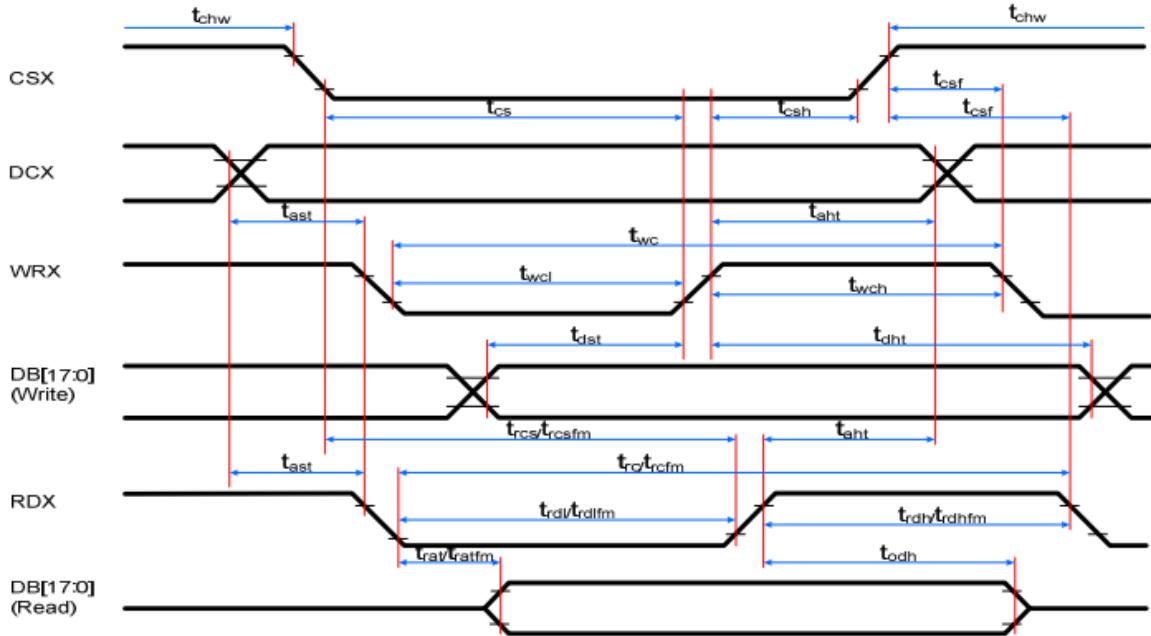 tchw tchw
CSX
tcsf
tcs tcsh
tcsf
DCX
tast taht
twc
WRX
twcl
twch
tdst tdht
DB[17:0]
(Write)
trcs/trcsfm taht
tast trc/trcfm
RDX
trdl/trdlfm trdh/trdhfm
trat/tratfm todh
DB[17:0]
(Read)